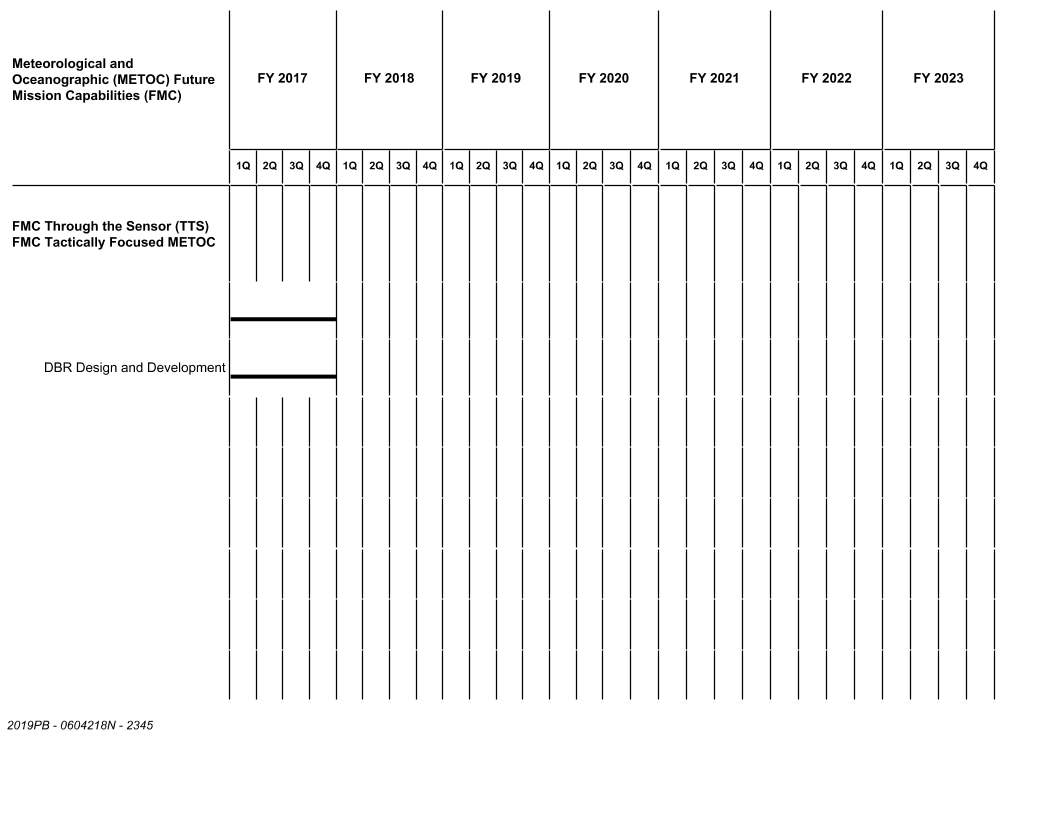 Meteorological and
Oceanographic (METOC) Future
Mission Capabilities (FMC)
FY 2017 FY 2018 FY 2019 FY 2020 FY 2021 FY 2022 FY 2023
1Q 2Q 3Q 4Q 1Q 2Q 3Q 4Q 1Q 2Q 3Q 4Q 1Q 2Q 3Q 4Q 1Q 2Q 3Q 4Q 1Q 2Q 3Q 4Q 1Q 2Q 3Q 4Q
FMC Through the Sensor (TTS)
FMC Tactically Focused METOC
DBR Design and Development
2019PB - 0604218N - 2345